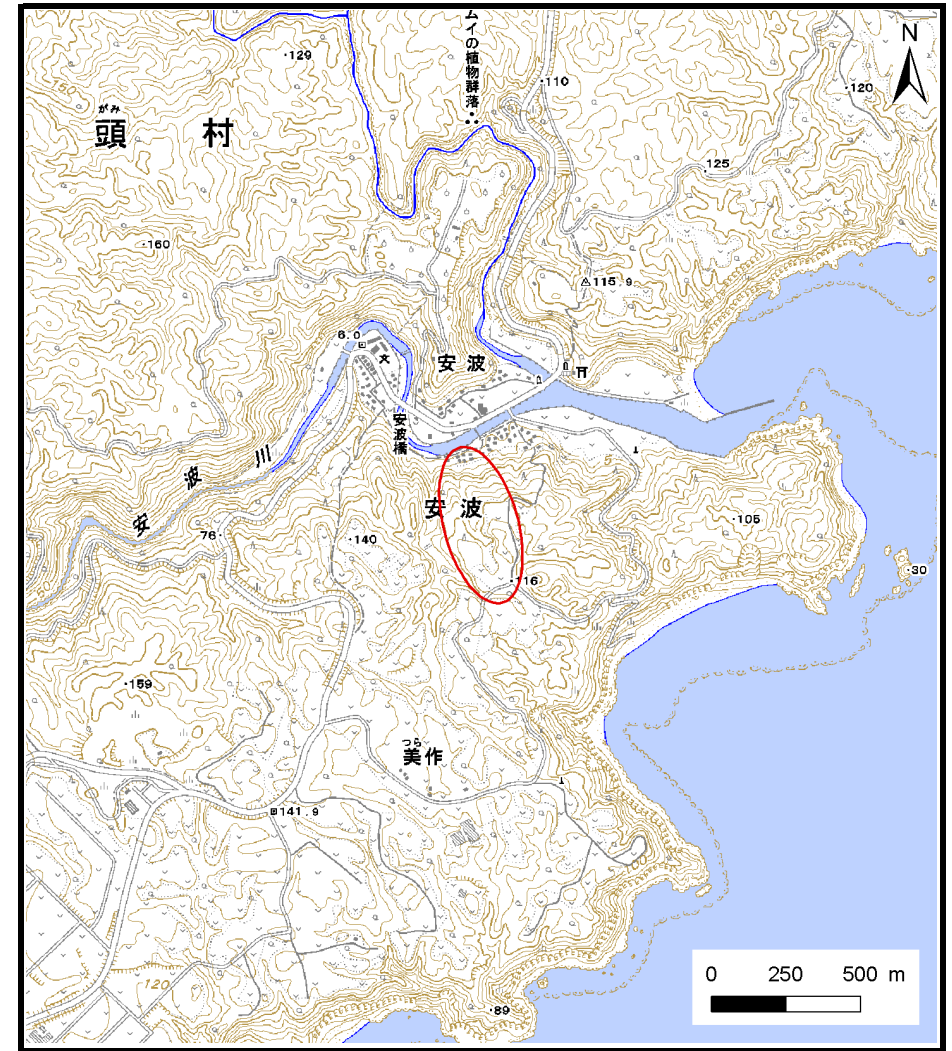 ムイの植物群落
N
・129
・110
・120
がみ
頭 村
・125
・160
115.9
6.0
安波
文
安波橋
安波川
安波
・105
76・
・140
・30
・116
・159
つら
美作
141.9
0 250 500 m
120
・89